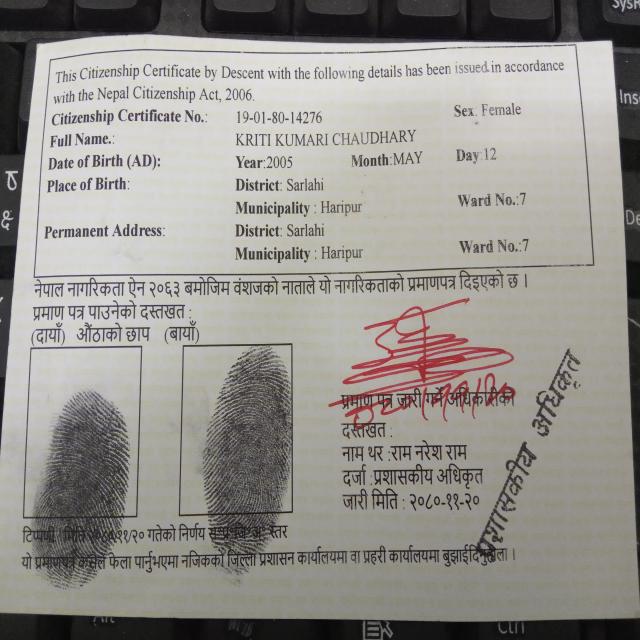 This Citizenship Certificate by Descent with the following details has been issued in accordance
with the Nepal Citizenship Act, 2006.
Citizenship Certificate No.: 19-01-80-14276 Sex. Female
Full Name.: KRITI KUMARI CHAUDHARY
Date of Birth (AD): Year:2005 Month:MAY Day:12
Place of Birth: District: Sarlahi
Municipality : Haripur Ward No.:7
Permanent Address: District: Sarlahi
Municipality : Haripur Ward No.:7
नेपाल नागरिकता ऐन २०६३ बमोजिम वंशजको नाताले यो नागरिकताको प्रमाणपत्र दिइएको छ ।
प्रमाण पत्र पाउनेको दस्तखत :
(दायाँ) औंठाको छाप (बायाँ)
प्रमाण पत्र जारी गर्ने अधिकारीको
दस्तखत :
नाम थर :राम नरेश राम
दर्जा :प्रशासकीय अधिकृत
जारी मिति : २०८०-११-२०
प्रशासकीय अधिकृत
टिप्पणी : मिति २०८०/११/२० गतेको निर्णय स्तर
यो प्रमाणपत्र कसैले फेला पार्नुभएमा नजिकको जिल्ला प्रशासन कार्यालयमा वा प्रहरी कार्यालयमा बुझाईदिनुहोला ।
Ctrl